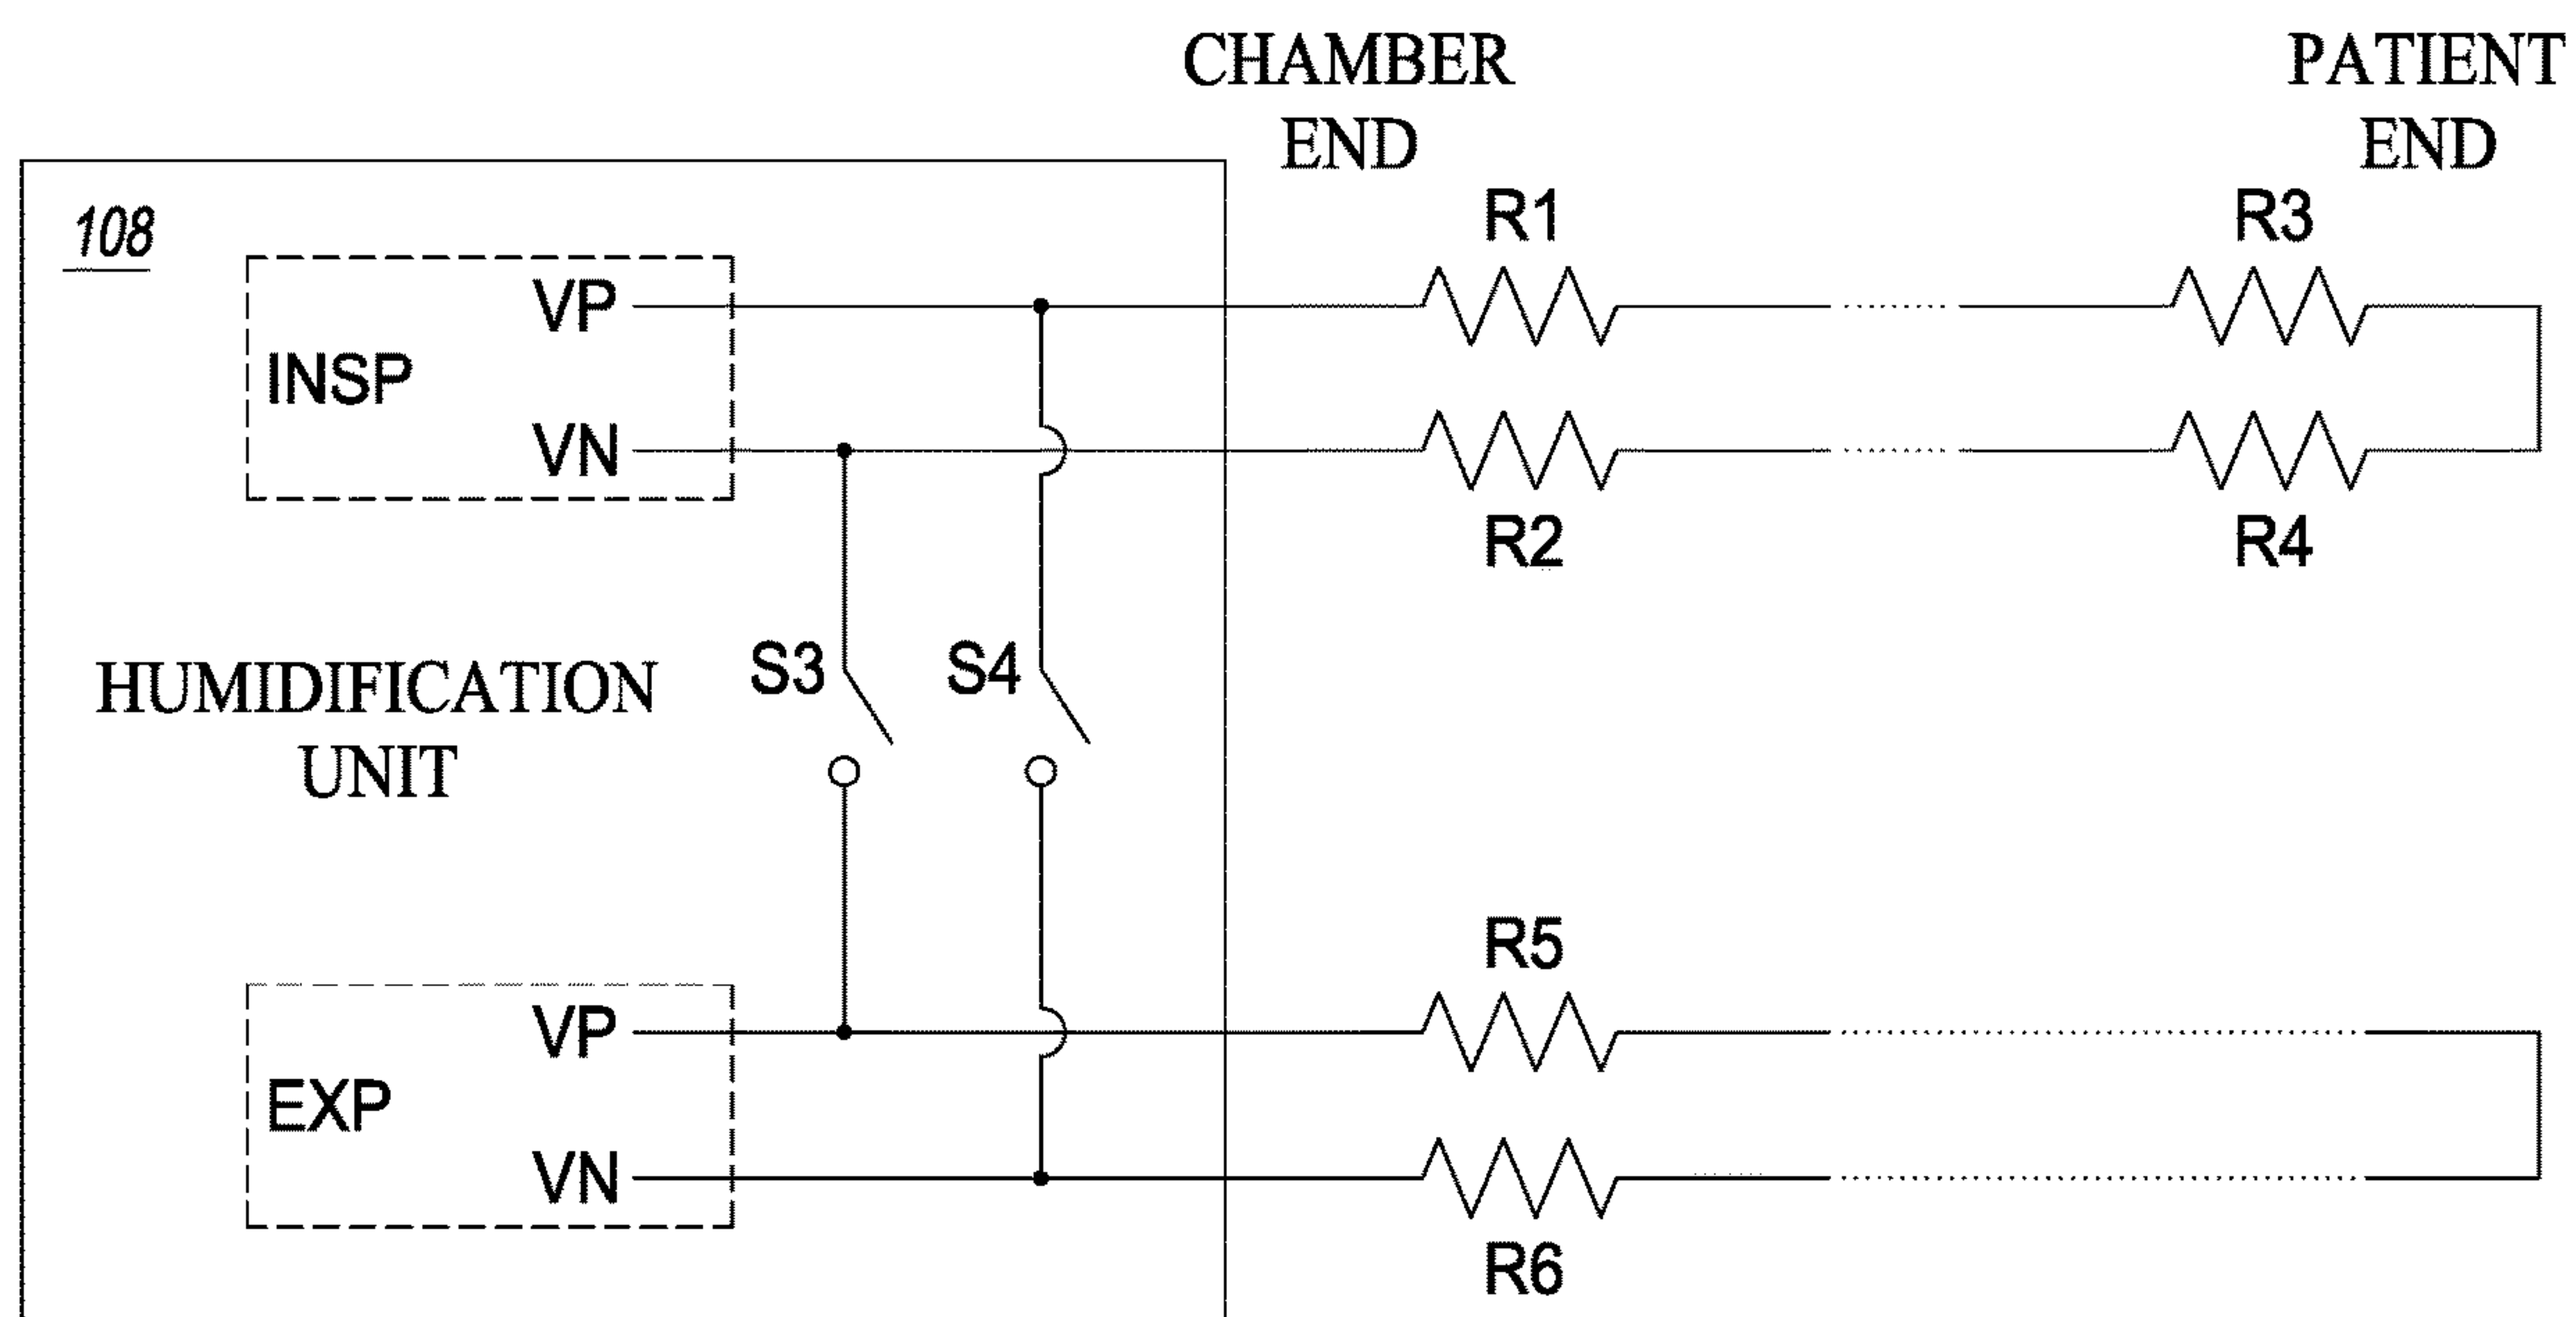 CHAMBER
END
PATIENT
END
108
R1
R3
VP
INSP
VN
R2
R4
S3
S4
HUMIDIFICATION
UNIT
R5
VP
EXP
VN
R6